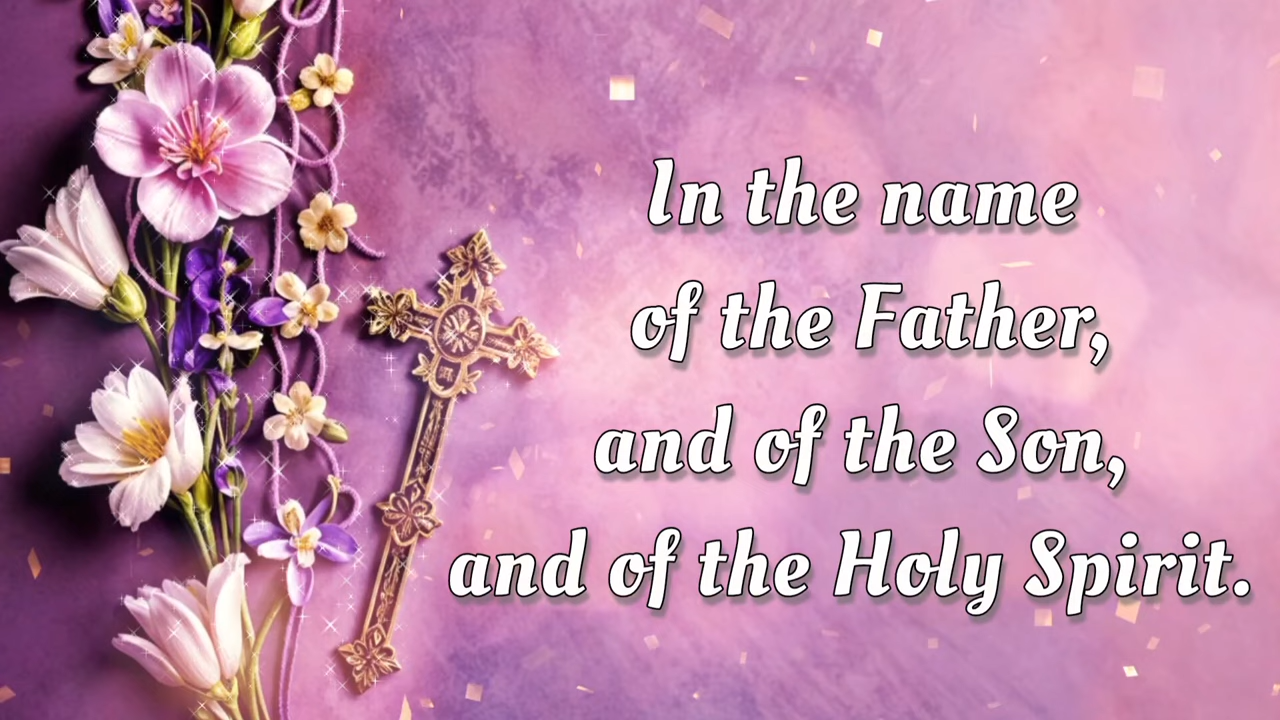 In the name
of the Father,
and of the Son,
and of the Holy Spirit.